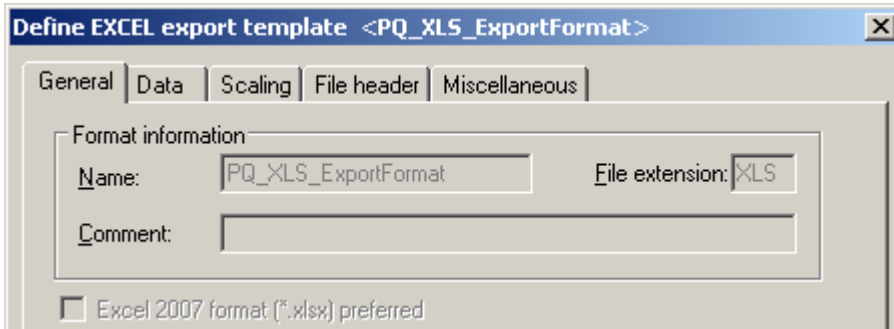 Define EXCEL export template <PQ_XLS_ExportFormat>
General Data Scaling File header Miscellaneous
Format information
Name: PQ_XLS_ExportFormat File extension: XLS
Comment:
Excel 2007 format (*.xlsx) preferred